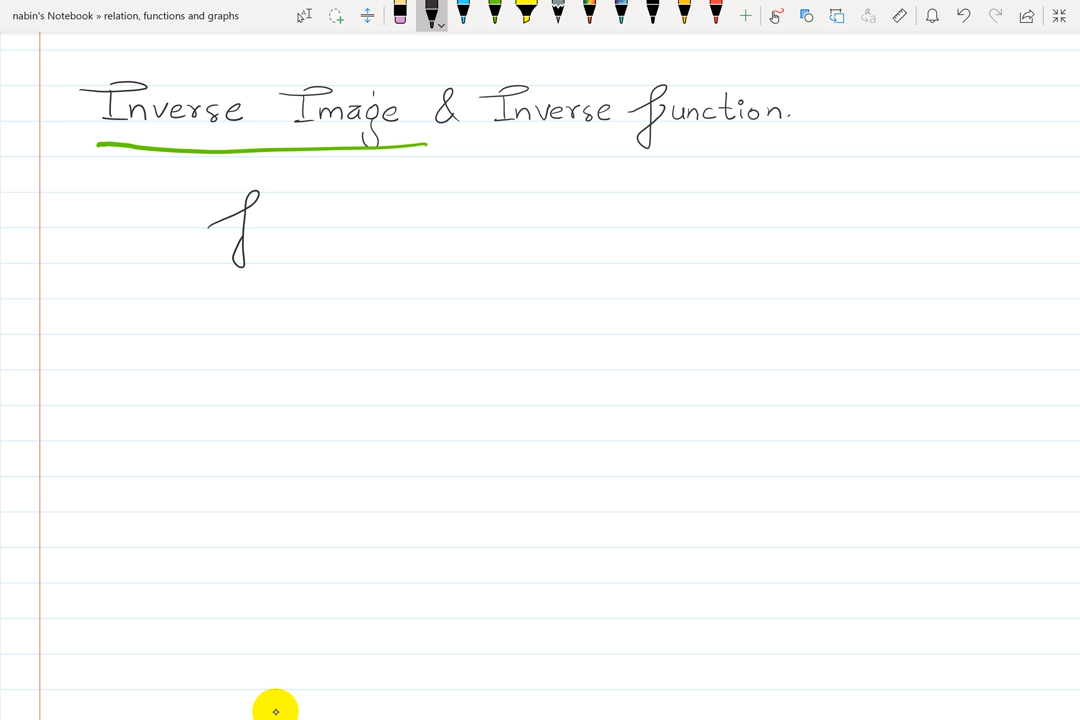 nabin's Notebook » relation, functions and graphs
Inverse Image & Inverse function.
f